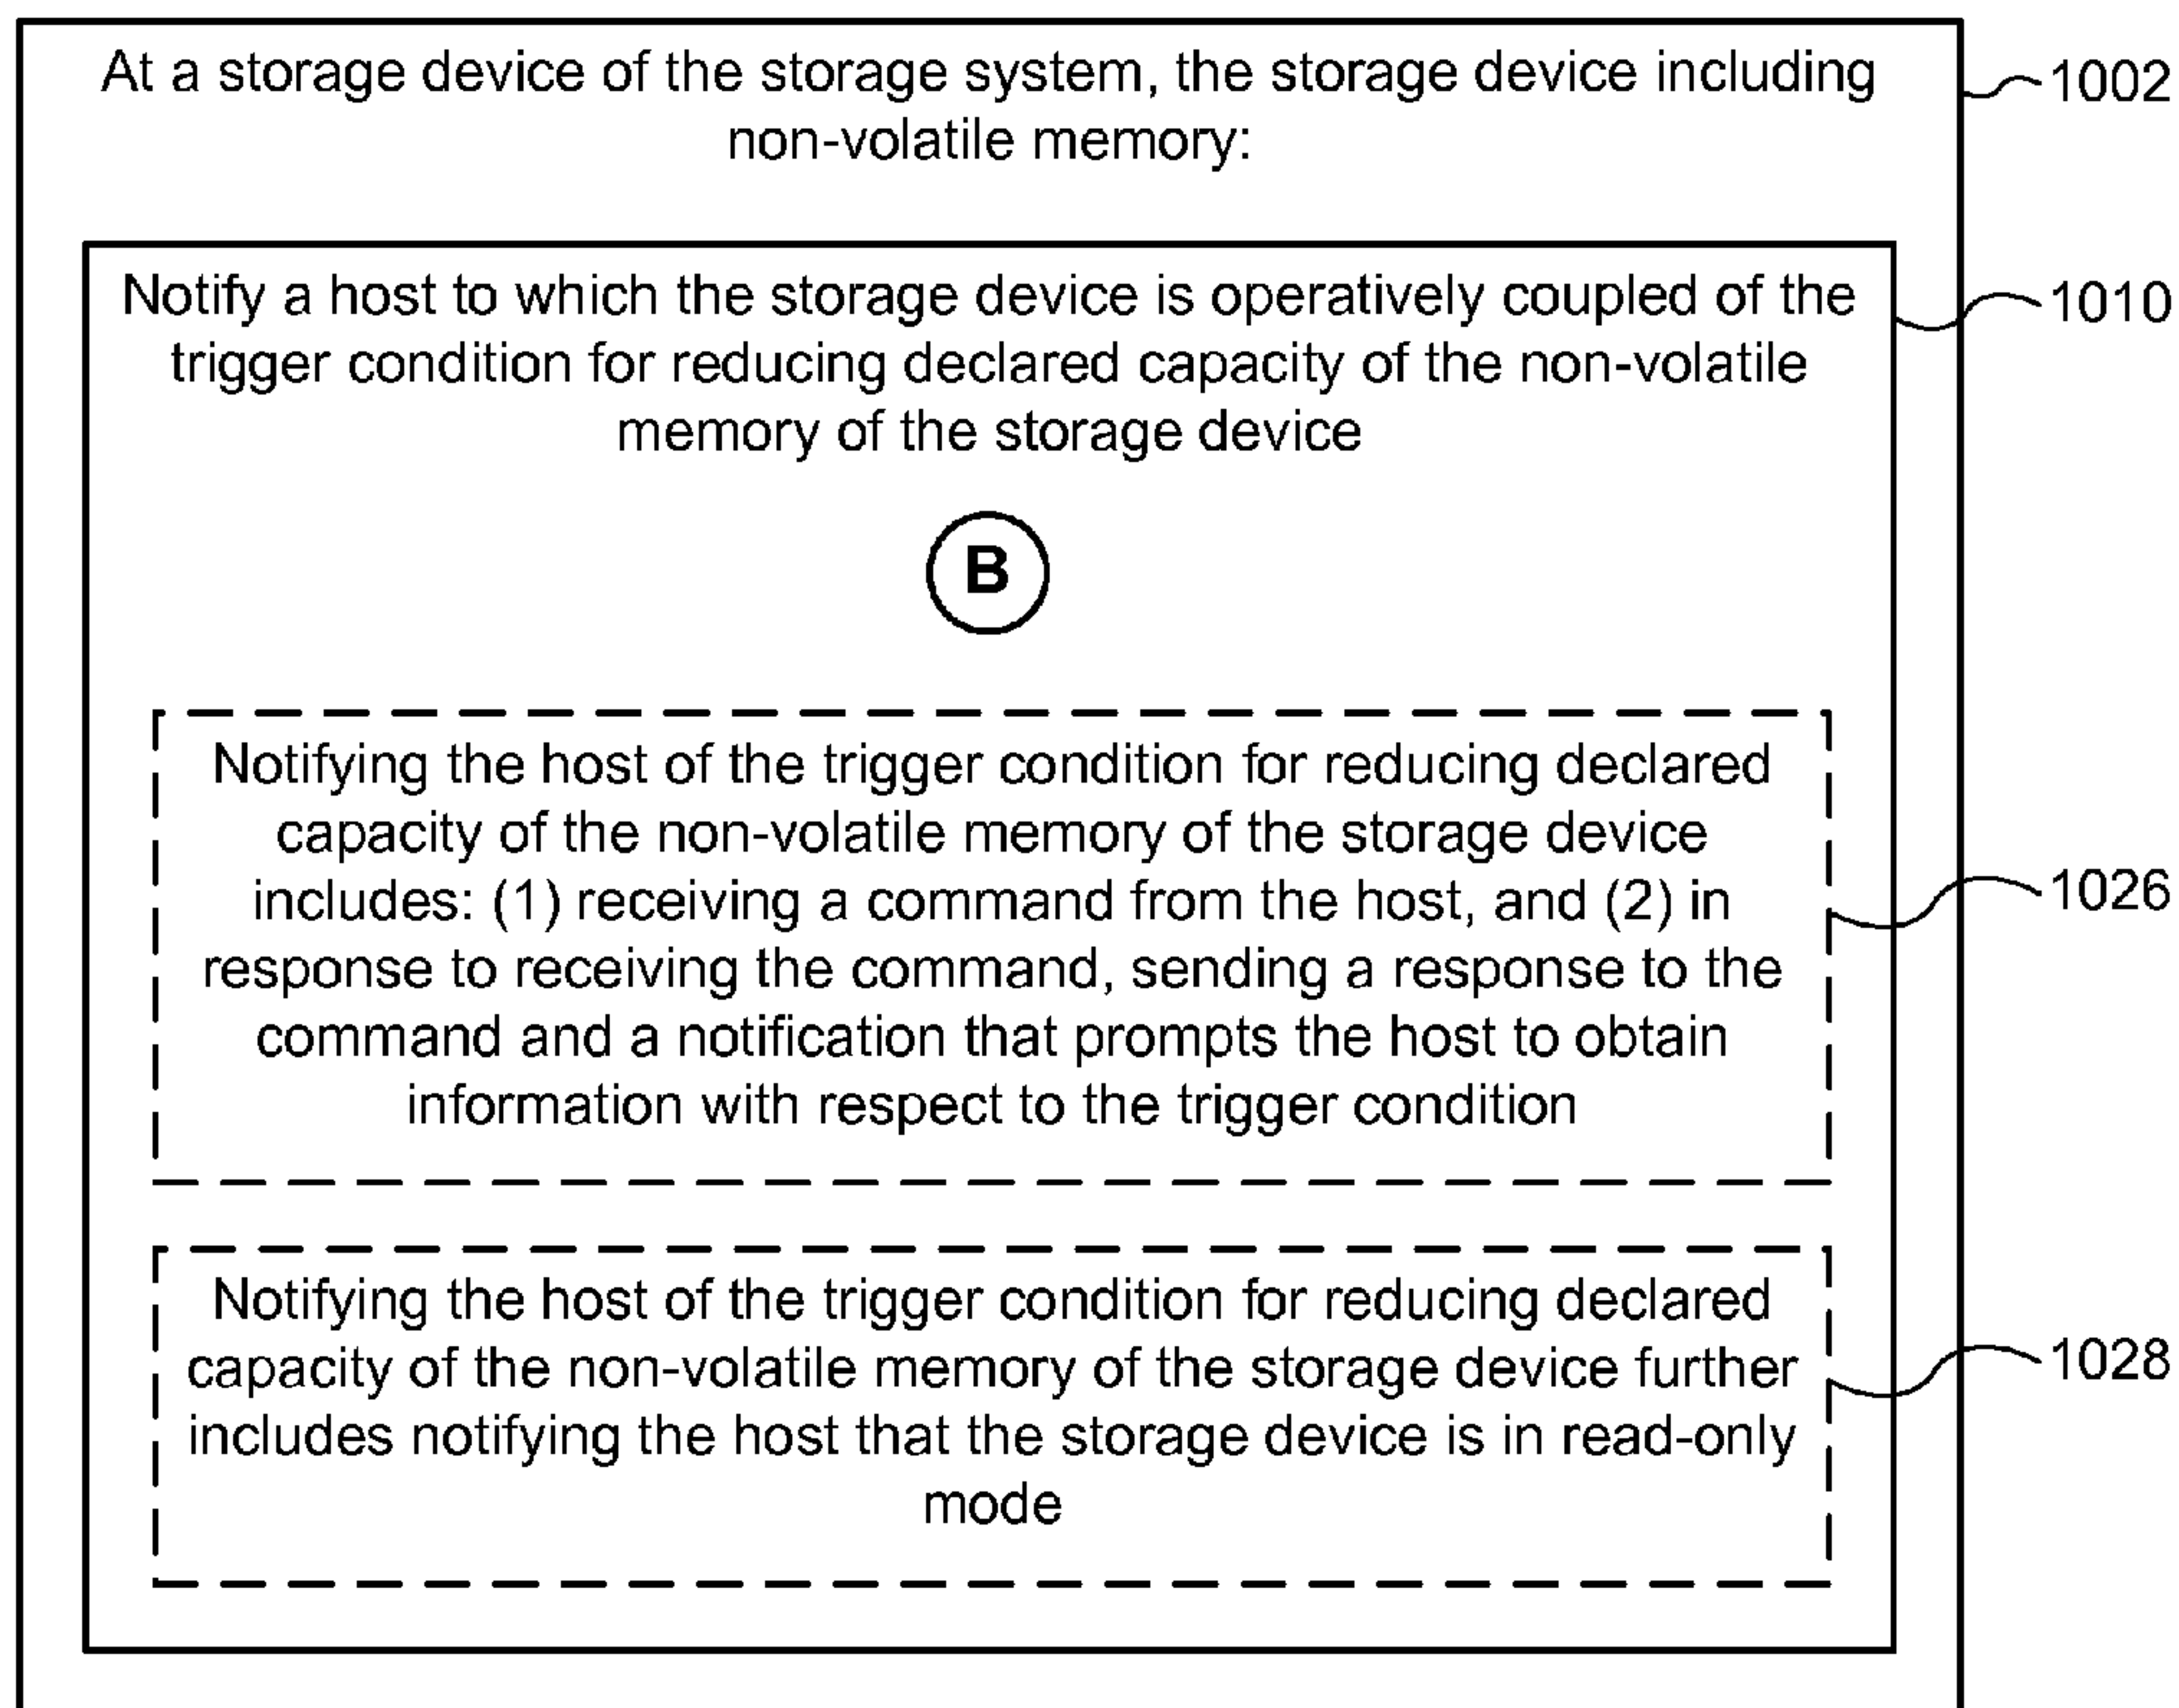 At a storage device of the storage system, the storage device including
non-volatile memory:
1002
Notify a host to which the storage device is operatively coupled of the
trigger condition for reducing declared capacity of the non-volatile
memory of the storage device
1010
B
Notifying the host of the trigger condition for reducing declared
capacity of the non-volatile memory of the storage device
includes: (1) receiving a command from the host, and (2) in
response to receiving the command, sending a response to the
command and a notification that prompts the host to obtain
information with respect to the trigger condition
1026
Notifying the host of the trigger condition for reducing declared
capacity of the non-volatile memory of the storage device further
includes notifying the host that the storage device is in read-only
mode
1028